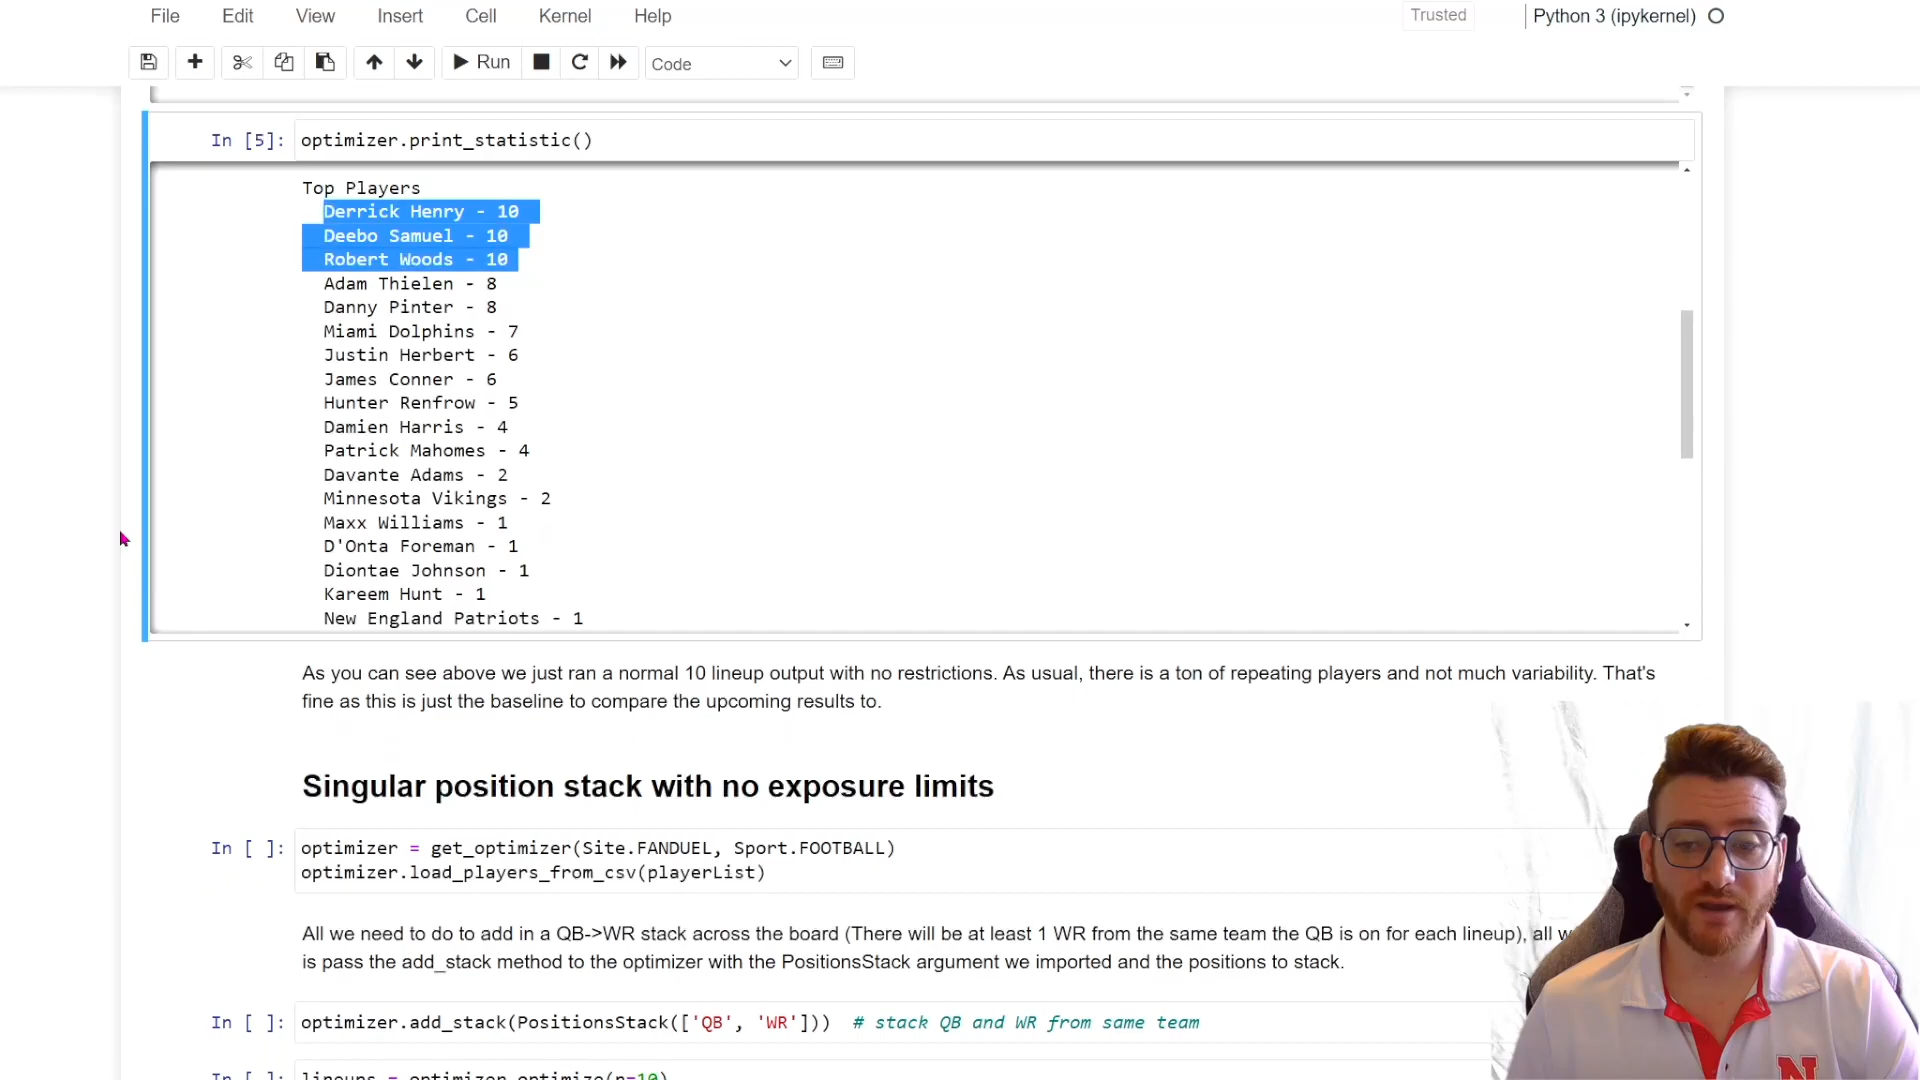 File Edit View Insert Cell Kernel Help Trusted Python 3 (ipykernel)
Run Code
In [5]: optimizer.print_statistic()
Top Players
Derrick Henry - 10
Deebo Samuel - 10
Robert Woods - 10
Adam Thielen - 8
Danny Pinter - 8
Miami Dolphins - 7
Justin Herbert - 6
James Conner - 6
Hunter Renfrow - 5
Damien Harris - 4
Patrick Mahomes - 4
Davante Adams - 2
Minnesota Vikings - 2
Maxx Williams - 1
D'Onta Foreman - 1
Diontae Johnson - 1
Kareem Hunt - 1
New England Patriots - 1
As you can see above we just ran a normal 10 lineup output with no restrictions. As usual, there is a ton of repeating players and not much variability. That's
fine as this is just the baseline to compare the upcoming results to.
Singular position stack with no exposure limits
In [ ]: optimizer = get_optimizer(Site.FANDUEL, Sport.FOOTBALL)
optimizer.load_players_from_csv(playerList)
All we need to do to add in a QB->WR stack across the board (There will be at least 1 WR from the same team the QB is on for each lineup), all
is pass the add_stack method to the optimizer with the PositionsStack argument we imported and the positions to stack.
In [ ]: optimizer.add_stack(PositionsStack(['QB', 'WR'])) # stack QB and WR from same team
In [ ]: lineups = optimizer.optimize(n=10)
N